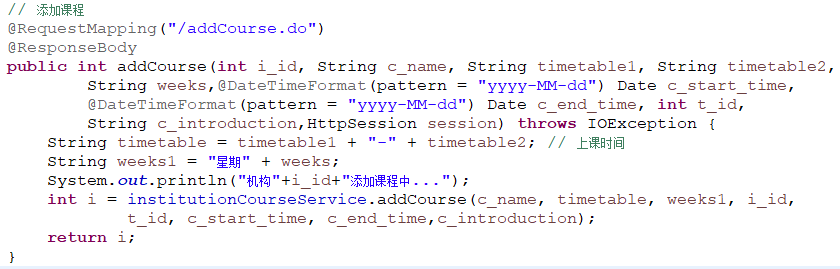 // 添加课程
@RequestMapping("/addCourse.do")
@ResponseBody
public int addCourse(int i_id, String c_name, String timetable1, String timetable2,
String weeks,@DateTimeFormat(pattern = "yyyy-MM-dd") Date c_start_time,
@DateTimeFormat(pattern = "yyyy-MM-dd") Date c_end_time, int t_id,
String c_introduction,HttpSession session) throws IOException {
String timetable = timetable1 + "-" + timetable2; // 上课时间
String weeks1 = "星期" + weeks;
System.out.println("机构"+i_id+"添加课程中...");
int i = institutionCourseService.addCourse(c_name, timetable, weeks1, i_id,
t_id, c_start_time, c_end_time,c_introduction);
return i;
}